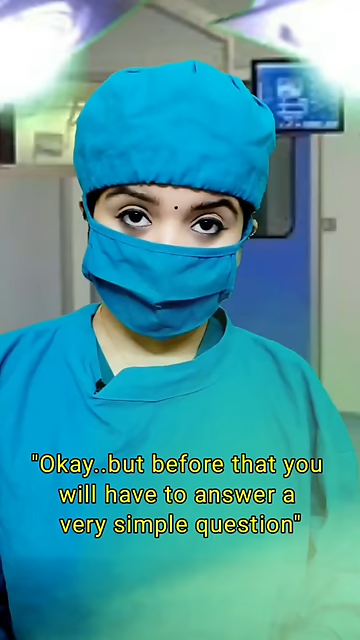 "Okay..but before that you
will have to answer a
very simple question"